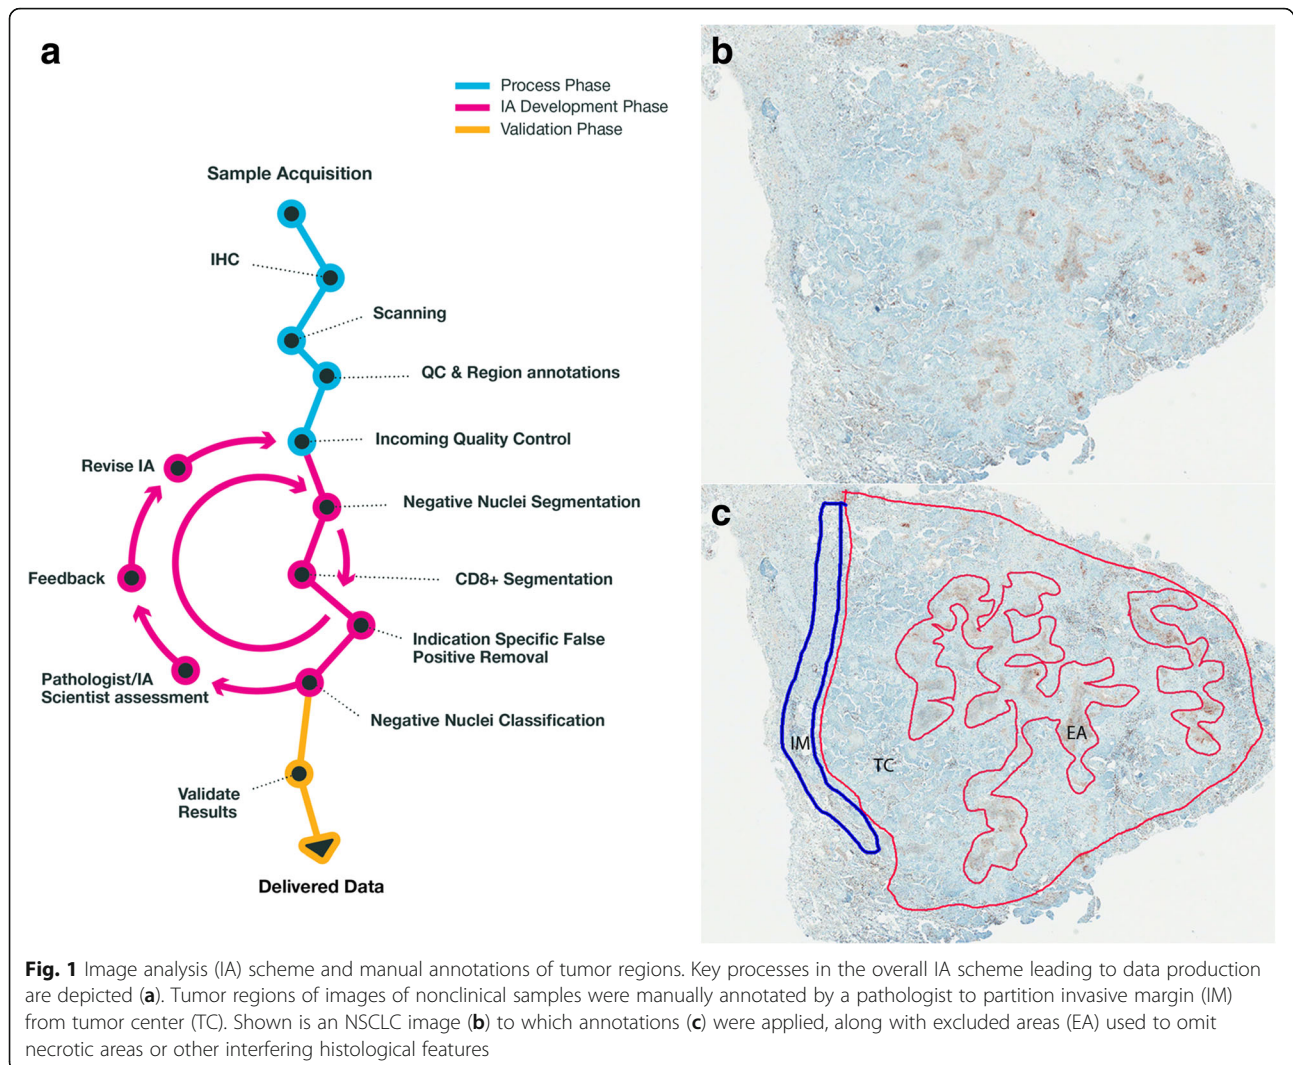 a
Process Phase
IA Development Phase
Validation Phase
Sample Acquisition
IHC
Scanning
QC & Region annotations
Incoming Quality Control
Revise IA
Negative Nuclei Segmentation
Feedback
CD8+ Segmentation
Indication Specific False
Positive Removal
Pathologist/IA
Scientist assessment
Negative Nuclei Classification
Validate
Results
Delivered Data
b
c
IM
TC
EA
Fig. 1 Image analysis (IA) scheme and manual annotations of tumor regions. Key processes in the overall IA scheme leading to data production
are depicted (a). Tumor regions of images of nonclinical samples were manually annotated by a pathologist to partition invasive margin (IM)
from tumor center (TC). Shown is an NSCLC image (b) to which annotations (c) were applied, along with excluded areas (EA) used to omit
necrotic areas or other interfering histological features